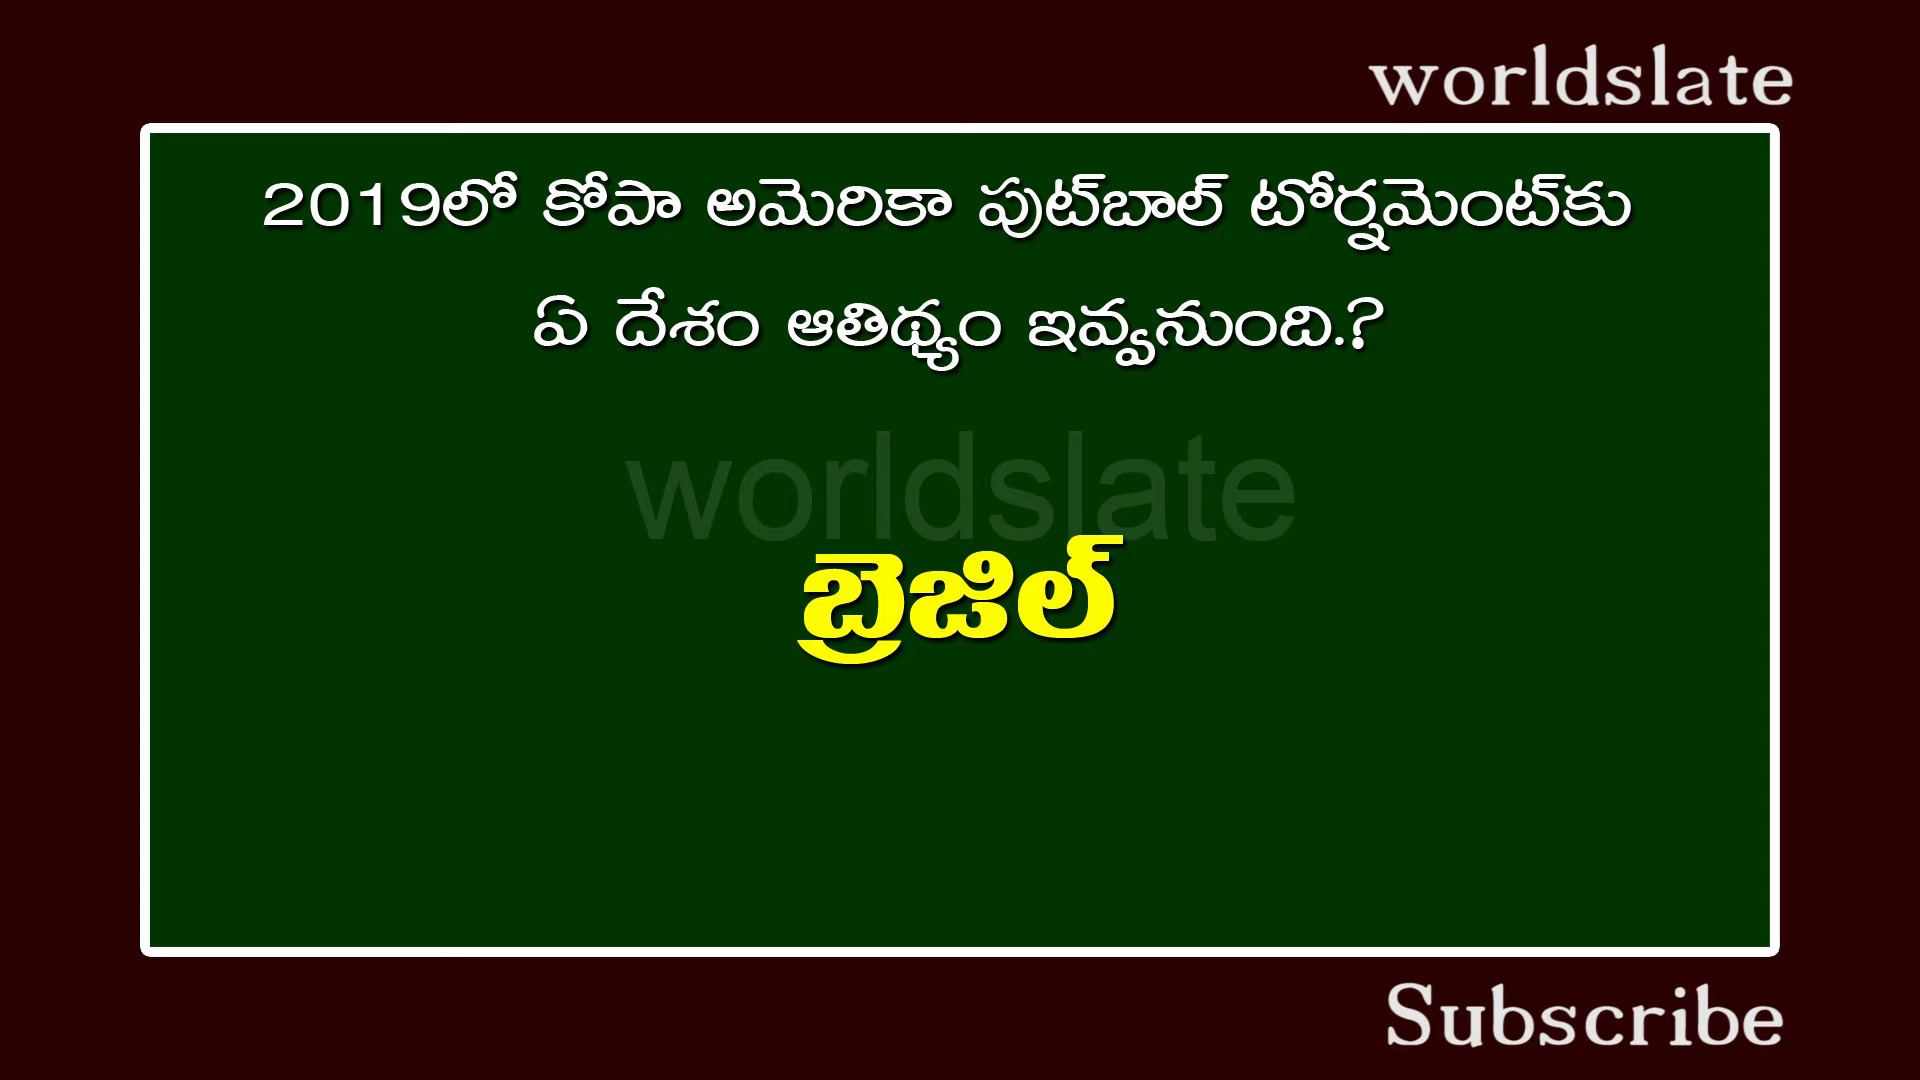 worldslate
2019లో కోపా అమెరికా పుట్‌బాల్ టోర్నమెంట్‌కు
ఏ దేశం ఆతిథ్యం ఇవ్వనుంది.?
worldslate
బ్రెజిల్
Subscribe